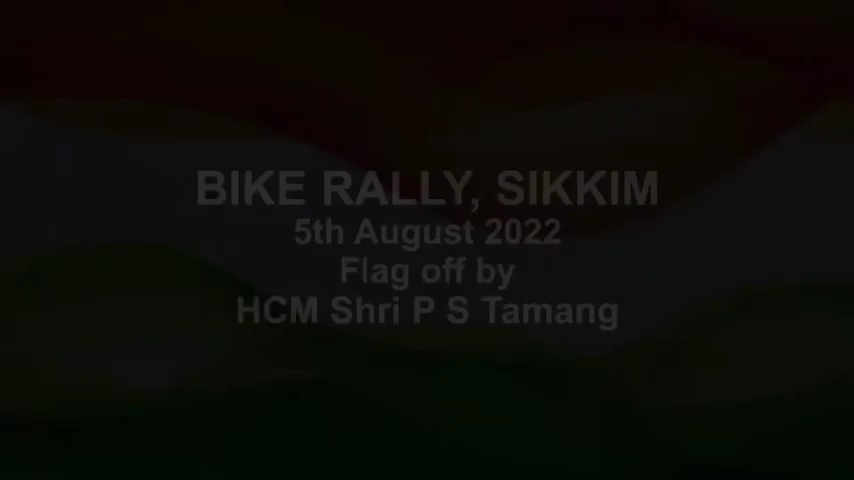 BIKE RALLY, SIKKIM
5th August 2022
Flag off by
HCM Shri P S Tamang